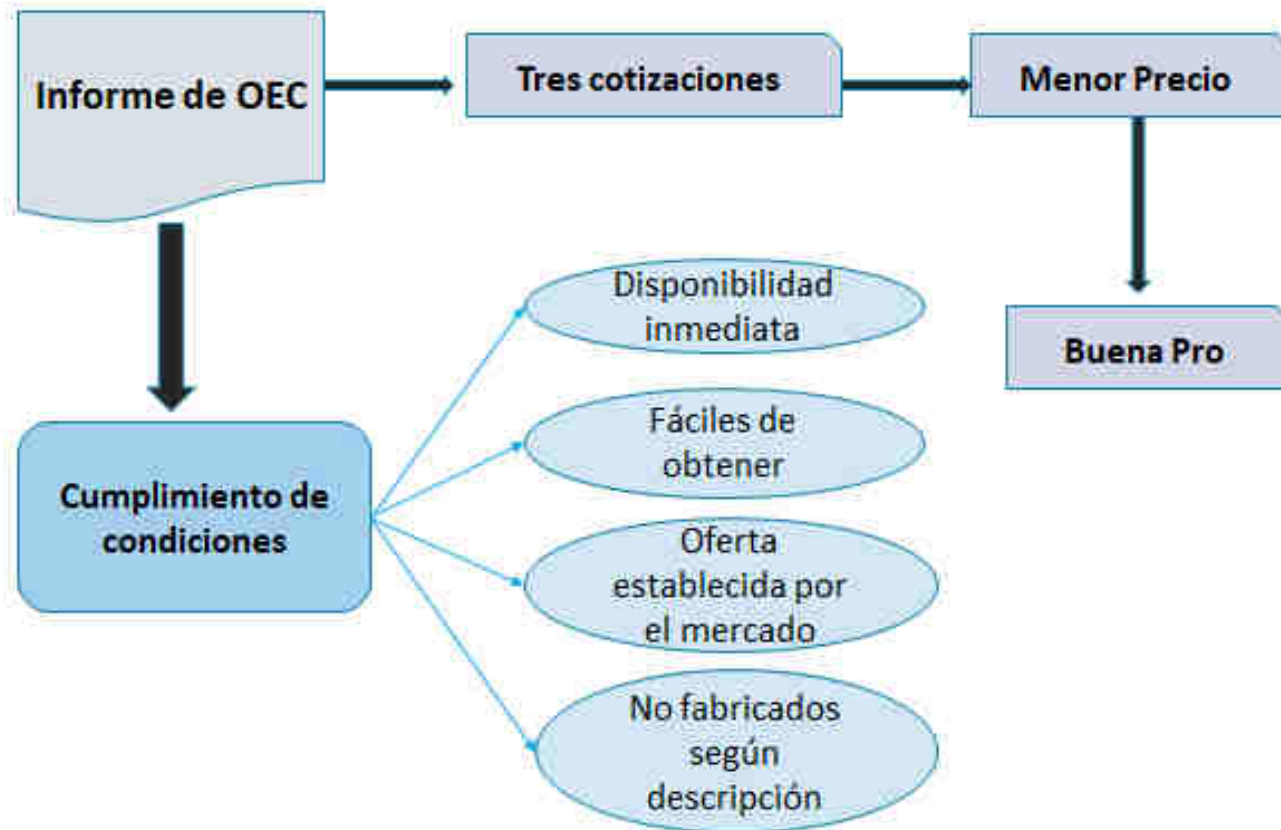 Informe de OEC
Tres cotizaciones
Menor Precio
Buena Pro
Cumplimiento de
condiciones
Disponibilidad
inmediata
Fáciles de
obtener
Oferta
establecida por
el mercado
No fabricados
según
descripción